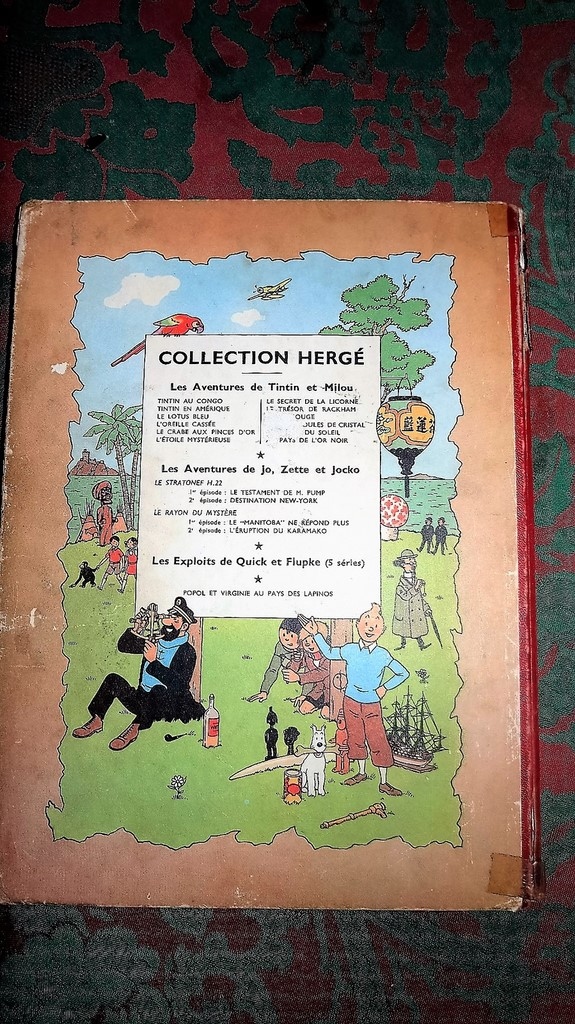 COLLECTION HERGÉ
Les Aventures de Tintin et Milou
TINTIN AU CONGO
TINTIN EN AMÉRIQUE
LE LOTUS BLEU
L'OREILLE CASSÉE
LE CRABE AUX PINCES D'OR
L'ÉTOILE MYSTÉRIEUSE
LE SECRET DE LA LICORNE
TRÉSOR DE RACKHAM
OUGE
OULES DE CRISTAL
DU SOLEIL
PAYS DE L'OR NOIR
Les Aventures de Jo, Zette et Jocko
LE STRATONEF H.22
1er épisode : LE TESTAMENT DE M. PUMP
2e épisode : DESTINATION NEW-YORK
LE RAYON DU MYSTÈRE
1er épisode : LE "MANITOBA" NE RÉPOND PLUS
2e épisode : L'ÉRUPTION DU KARAMAKO
Les Exploits de Quick et Flupke (5 séries)
POPOL ET VIRGINIE AU PAYS DES LAPINOS